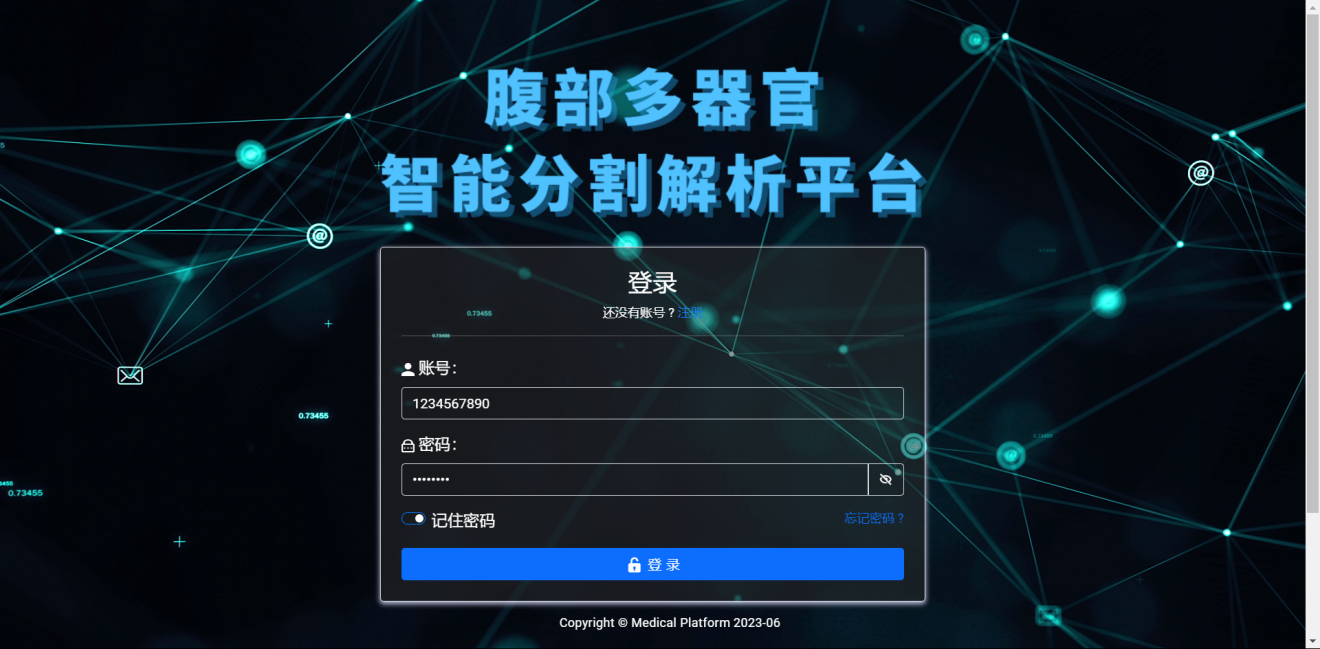 腹部多器官
智能分割解析平台
登录
还没有账号？注册
0.73455
0.73455
账号：
1234567890
密码：
••••••••
记住密码
忘记密码？
登 录
0.73455
0.73455
Copyright © Medical Platform 2023-06